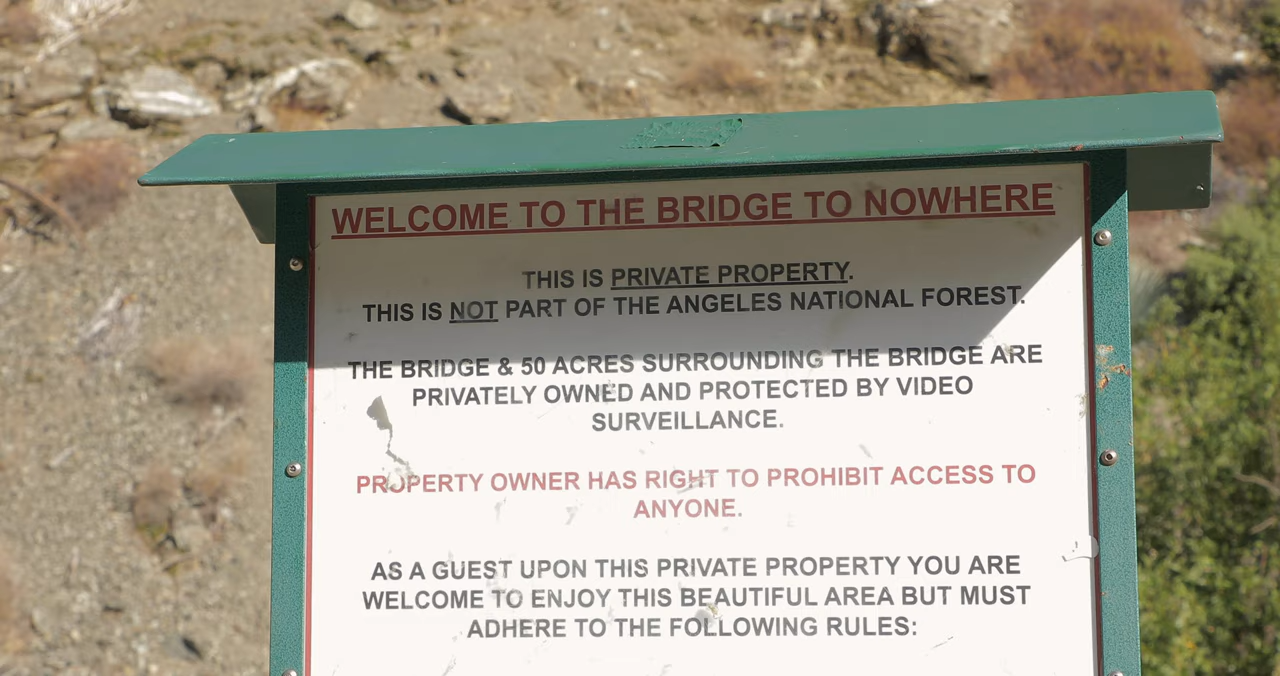 WELCOME TO THE BRIDGE TO NOWHERE
THIS IS PRIVATE PROPERTY.
THIS IS NOT PART OF THE ANGELES NATIONAL FOREST.
THE BRIDGE & 50 ACRES SURROUNDING THE BRIDGE ARE
PRIVATELY OWNED AND PROTECTED BY VIDEO
SURVEILLANCE.
PROPERTY OWNER HAS RIGHT TO PROHIBIT ACCESS TO
ANYONE.
AS A GUEST UPON THIS PRIVATE PROPERTY YOU ARE
WELCOME TO ENJOY THIS BEAUTIFUL AREA BUT MUST
ADHERE TO THE FOLLOWING RULES: